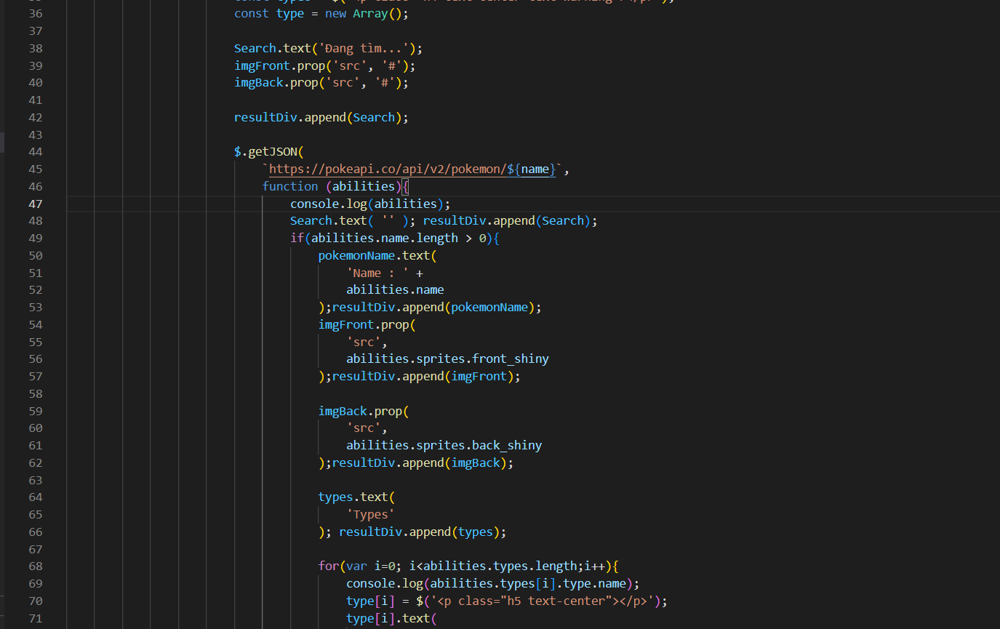 36 const type = new Array();
37
38 Search.text('Đang tìm...');
39 imgFront.prop('src', '#');
40 imgBack.prop('src', '#');
41
42 resultDiv.append(Search);
43
44 $.getJSON(
45 `https://pokeapi.co/api/v2/pokemon/${name}`,
46 function (abilities){
47 console.log(abilities);
48 Search.text( '' ); resultDiv.append(Search);
49 if(abilities.name.length > 0){
50 pokemonName.text(
51 'Name : ' +
52 abilities.name
53 );resultDiv.append(pokemonName);
54 imgFront.prop(
55 'src',
56 abilities.sprites.front_shiny
57 );resultDiv.append(imgFront);
58
59 imgBack.prop(
60 'src',
61 abilities.sprites.back_shiny
62 );resultDiv.append(imgBack);
63
64 types.text(
65 'Types'
66 ); resultDiv.append(types);
67
68 for(var i=0; i<abilities.types.length;i++){
69 console.log(abilities.types[i].type.name);
70 type[i] = $('<p class="h5 text-center"></p>');
71 type[i].text(